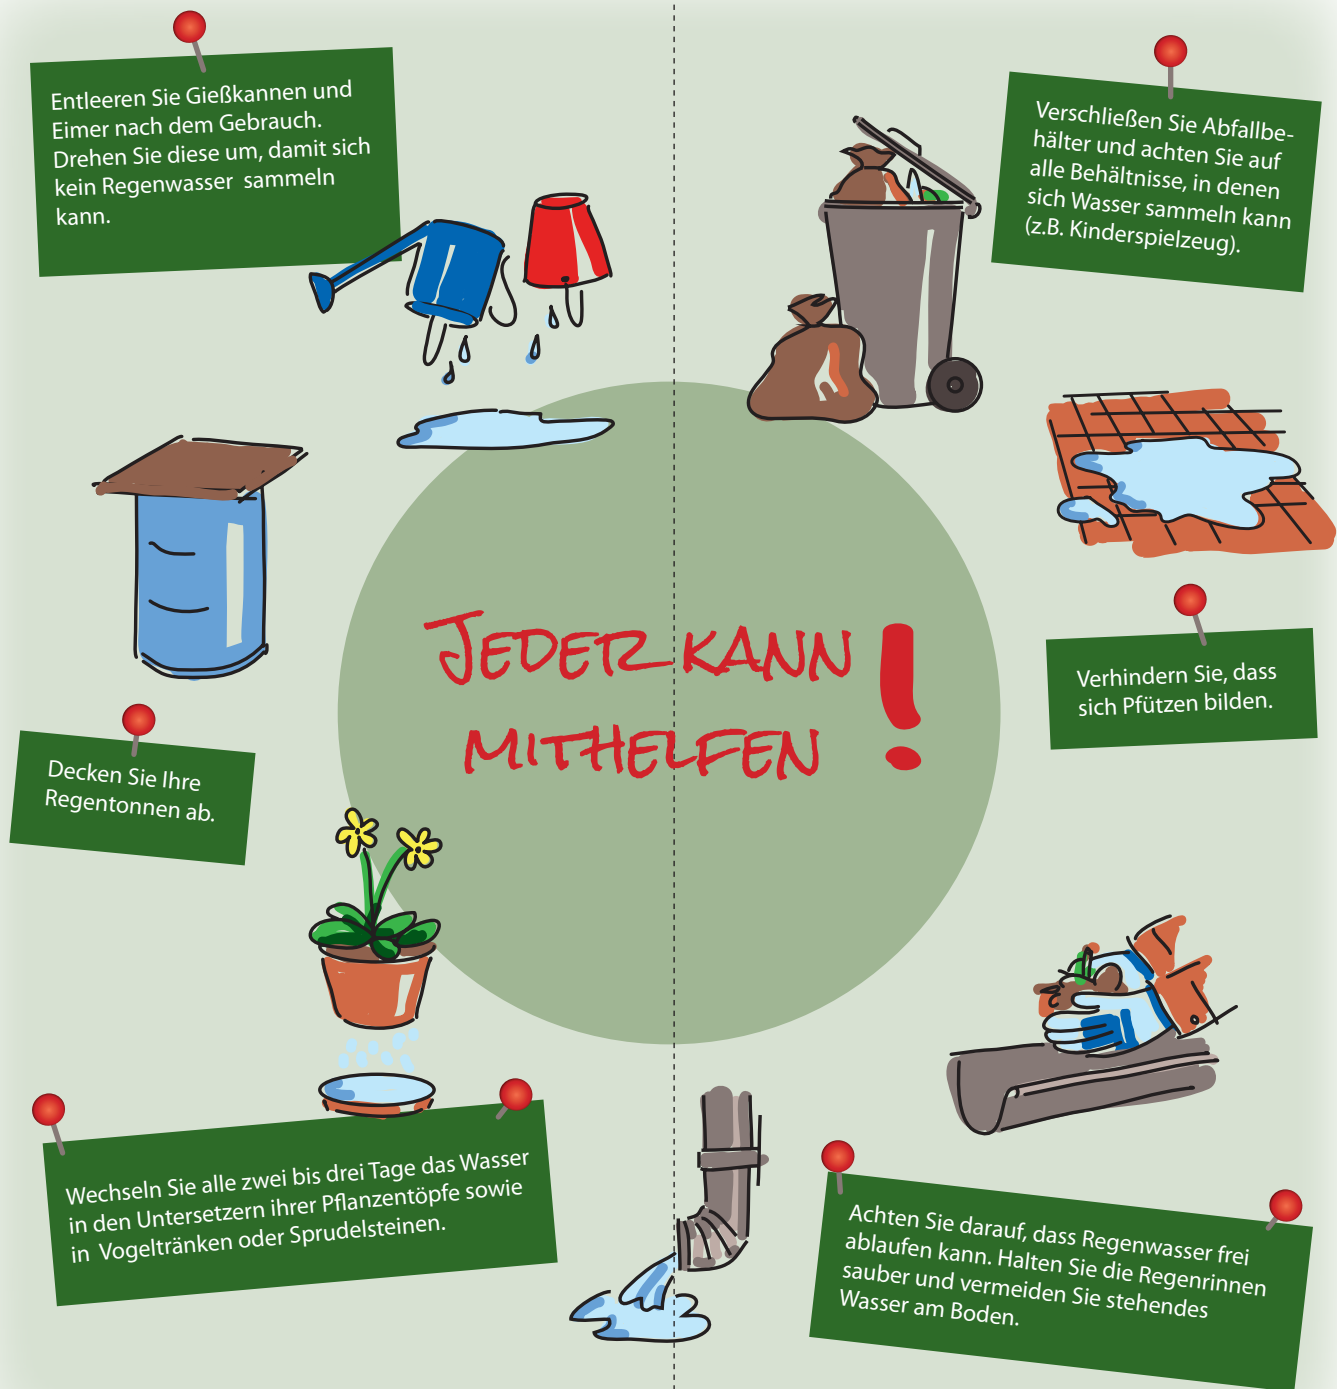 Entleeren Sie Gießkannen und
Eimer nach dem Gebrauch.
Drehen Sie diese um, damit sich
kein Regenwasser sammeln
kann.
Verschließen Sie Abfallbe-
hälter und achten Sie auf
alle Behältnisse, in denen
sich Wasser sammeln kann
(z.B. Kinderspielzeug).
JEDER KANN
MITHELFEN!
Verhindern Sie, dass
sich Pfützen bilden.
Decken Sie Ihre
Regentonnen ab.
Wechseln Sie alle zwei bis drei Tage das Wasser
in den Untersetzern ihrer Pflanzentöpfe sowie
in Vogeltränken oder Sprudelsteinen.
Achten Sie darauf, dass Regenwasser frei
ablaufen kann. Halten Sie die Regenrinnen
sauber und vermeiden Sie stehendes
Wasser am Boden.